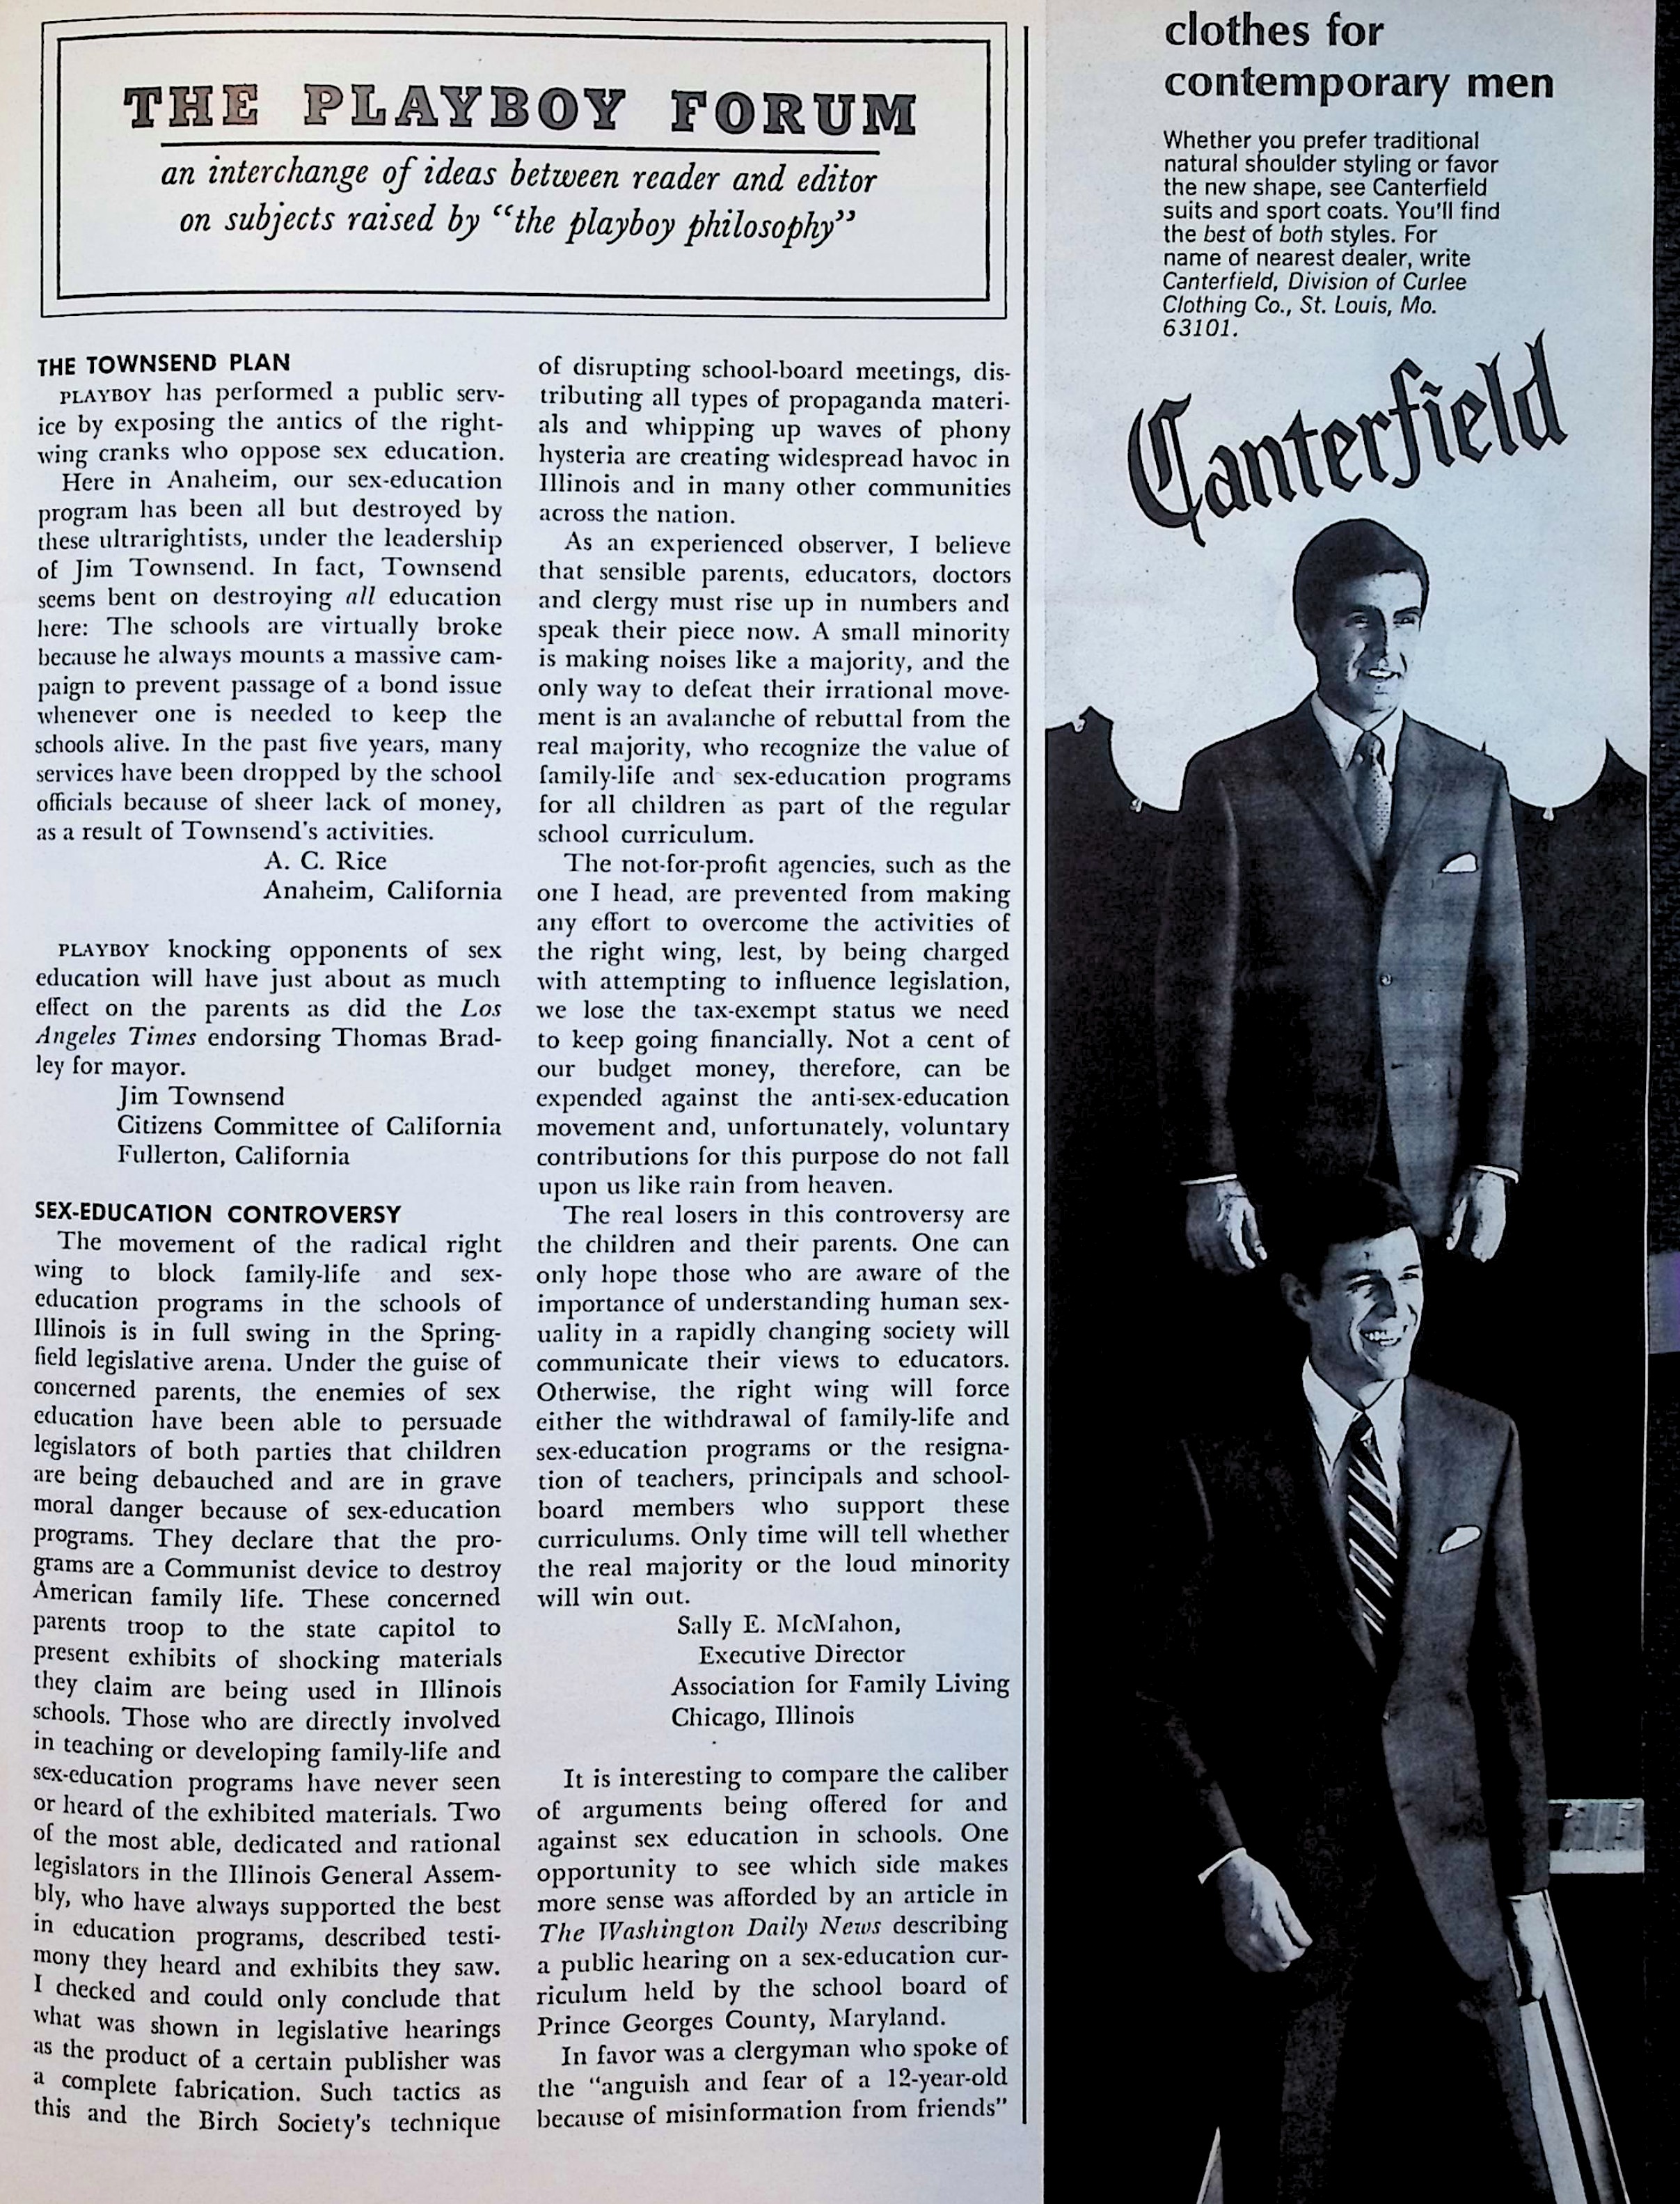 THE PLAYBOY FORUM
an interchange of ideas between reader and editor
on subjects raised by “the playboy philosophy”
THE TOWNSEND PLAN
PLAYBOY has performed a public serv-
ice by exposing the antics of the right-
wing cranks who oppose sex education.
Here in Anaheim, our sex-education
program has been all but destroyed by
these ultrarightists, under the leadership
of Jim Townsend. In fact, Townsend
seems bent on destroying all education
here: The schools are virtually broke
because he always mounts a massive cam-
paign to prevent passage of a bond issue
whenever one is needed to keep the
schools alive. In the past five years, many
services have been dropped by the school
officials because of sheer lack of money,
as a result of Townsend's activities.
A. C. Rice
Anaheim, California
PLAYBOY knocking opponents of sex
education will have just about as much
effect on the parents as did the Los
Angeles Times endorsing Thomas Brad-
ley for mayor.
Jim Townsend
Citizens Committee of California
Fullerton, California
SEX-EDUCATION CONTROVERSY
The movement of the radical right
wing to block family-life and sex-
education programs in the schools of
Illinois is in full swing in the Spring-
field legislative arena. Under the guise of
concerned parents, the enemies of sex
education have been able to persuade
legislators of both parties that children
are being debauched and are in grave
moral danger because of sex-education
programs. They declare that the pro-
grams are a Communist device to destroy
American family life. These concerned
parents troop to the state capitol to
present exhibits of shocking materials
they claim are being used in Illinois
schools. Those who are directly involved
in teaching or developing family-life and
sex-education programs have never seen
or heard of the exhibited materials. Two
of the most able, dedicated and rational
legislators in the Illinois General Assem-
bly, who have always supported the best
in education programs, described testi-
mony they heard and exhibits they saw.
I checked and could only conclude that
what was shown in legislative hearings
as the product of a certain publisher was
a complete fabrication. Such tactics as
this and the Birch Society's technique
of disrupting school-board meetings, dis-
tributing all types of propaganda materi-
als and whipping up waves of phony
hysteria are creating widespread havoc in
Illinois and in many other communities
across the nation.
As an experienced observer, I believe
that sensible parents, educators, doctors
and clergy must rise up in numbers and
speak their piece now. A small minority
is making noises like a majority, and the
only way to defeat their irrational move-
ment is an avalanche of rebuttal from the
real majority, who recognize the value of
family-life and sex-education programs
for all children as part of the regular
school curriculum.
The not-for-profit agencies, such as the
one I head, are prevented from making
any effort to overcome the activities of
the right wing, lest, by being charged
with attempting to influence legislation,
we lose the tax-exempt status we need
to keep going financially. Not a cent of
our budget money, therefore, can be
expended against the anti-sex-education
movement and, unfortunately, voluntary
contributions for this purpose do not fall
upon us like rain from heaven.
The real losers in this controversy are
the children and their parents. One can
only hope those who are aware of the
importance of understanding human sex-
uality in a rapidly changing society will
communicate their views to educators.
Otherwise, the right wing will force
either the withdrawal of family-life and
sex-education programs or the resigna-
tion of teachers, principals and school-
board members who support these
curriculums. Only time will tell whether
the real majority or the loud minority
will win out.
Sally E. McMahon,
Executive Director
Association for Family Living
Chicago, Illinois
It is interesting to compare the caliber
of arguments being offered for and
against sex education in schools. One
opportunity to see which side makes
more sense was afforded by an article in
The Washington Daily News describing
a public hearing on a sex-education cur-
riculum held by the school board of
Prince Georges County, Maryland.
In favor was a clergyman who spoke of
the “anguish and fear of a 12-year-old
because of misinformation from friends”
clothes for
contemporary men
Whether you prefer traditional
natural shoulder styling or favor
the new shape, see Canterfield
suits and sport coats. You'll find
the best of both styles. For
name of nearest dealer, write
Canterfield, Division of Curlee
Clothing Co., St. Louis, Mo.
63101.
Canterfield